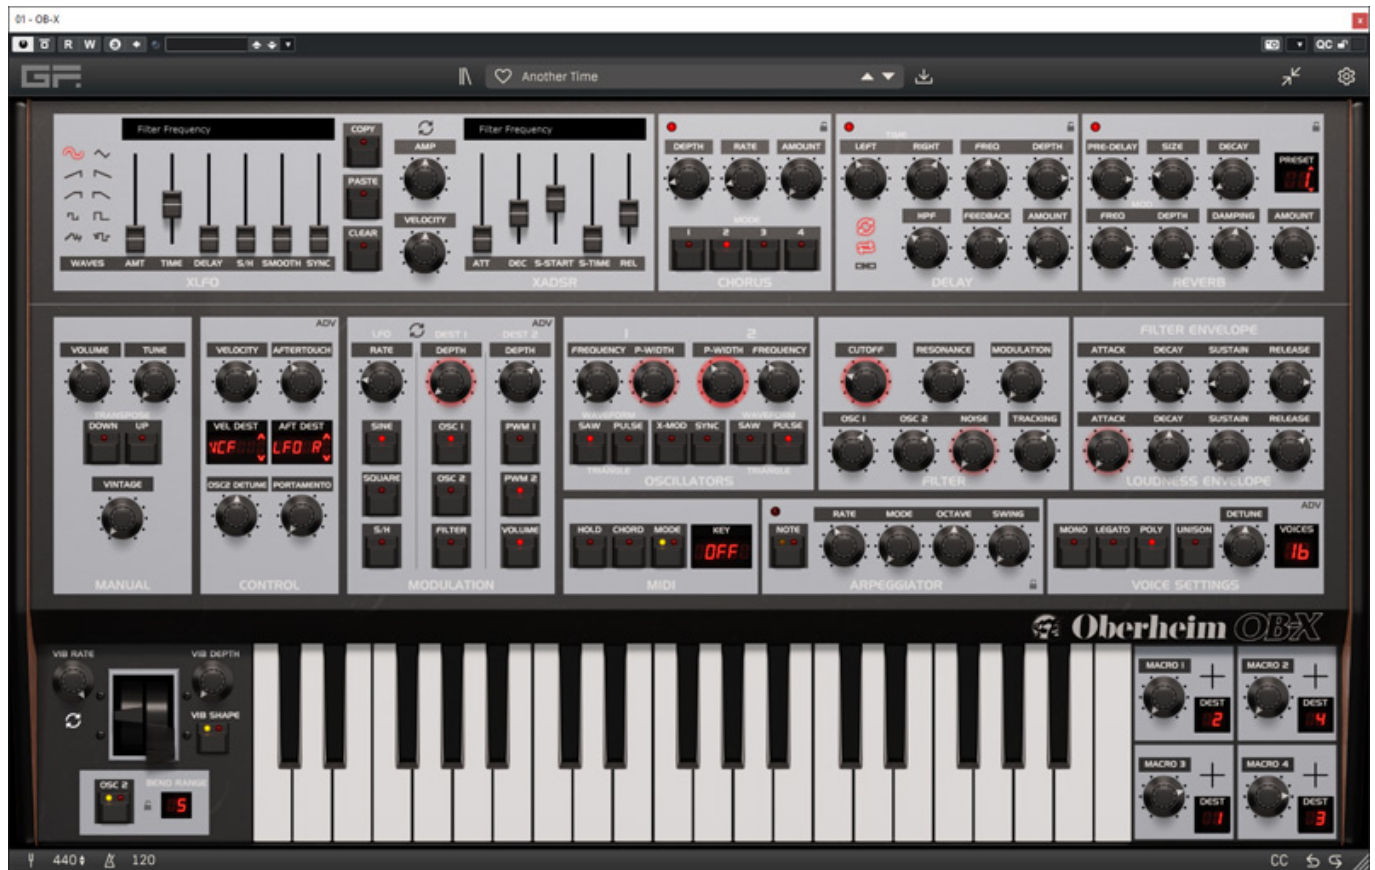 01 - OB-X
R W QC
GF.
Another Time
Filter Frequency
COPY
AMP
Filter Frequency
PASTE
VELOCITY
CLEAR
WAVES AMT TIME DELAY S/H SMOOTH SYNC
ATT DEC S-START S-TIME REL
XLFO
XADSR
DEPTH RATE AMOUNT
MODE
1 2 3 4
CHORUS
TIME
LEFT RIGHT FREQ DEPTH
HPF FEEDBACK AMOUNT
DELAY
PRE-DELAY SIZE DECAY
PRESET
1
MOD
FREQ DEPTH DAMPING AMOUNT
REVERB
VOLUME TUNE
TRANSPOSE
DOWN UP
VINTAGE
MANUAL
ADV
VELOCITY AFTERTOUCH
VEL DEST AFT DEST
VCF LFO R
OSC2 DETUNE PORTAMENTO
CONTROL
ADV
LFO DEST 1 DEST 2
RATE DEPTH DEPTH
SINE OSC 1 PWM 1
SQUARE OSC 2 PWM 2
S/H FILTER VOLUME
MODULATION
1 2
FREQUENCY P-WIDTH P-WIDTH FREQUENCY
WAVEFORM WAVEFORM
SAW PULSE X-MOD SYNC SAW PULSE
TRIANGLE TRIANGLE
OSCILLATORS
CUTOFF RESONANCE MODULATION
OSC 1 OSC 2 NOISE TRACKING
FILTER
FILTER ENVELOPE
ATTACK DECAY SUSTAIN RELEASE
ATTACK DECAY SUSTAIN RELEASE
LOUDNESS ENVELOPE
HOLD CHORD MODE KEY
OFF
MIDI
NOTE RATE MODE OCTAVE SWING
ARPEGGIATOR
ADV
MONO LEGATO POLY UNISON DETUNE VOICES
16
VOICE SETTINGS
Oberheim OB-X
VIB RATE VIB DEPTH
VIB SHAPE
OSC 2 BEND RANGE
5
MACRO 1 MACRO 2
DEST DEST
2 4
MACRO 3 MACRO 4
DEST DEST
1 3
440 120 CC